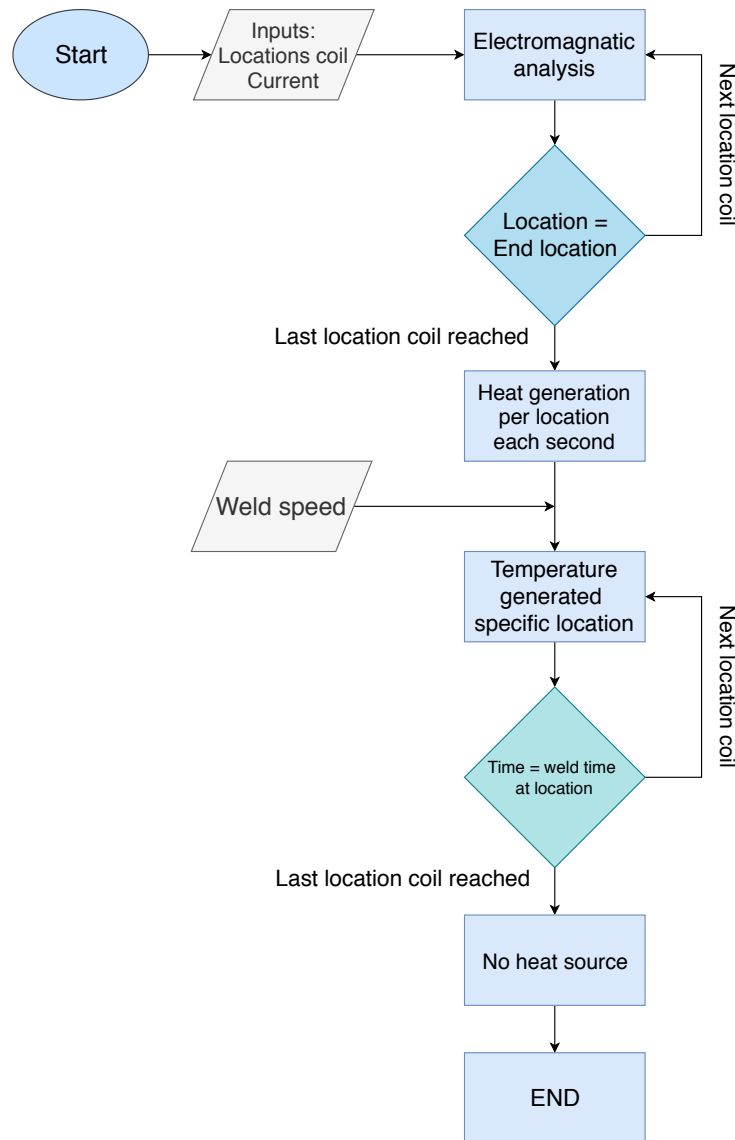 Start
Inputs:
Locations coil
Current
Electromagnatic
analysis
Next location coil
Location =
End location
Last location coil reached
Heat generation
per location
each second
Weld speed
Temperature
generated
specific location
Next location coil
Time = weld time
at location
Last location coil reached
No heat source
END